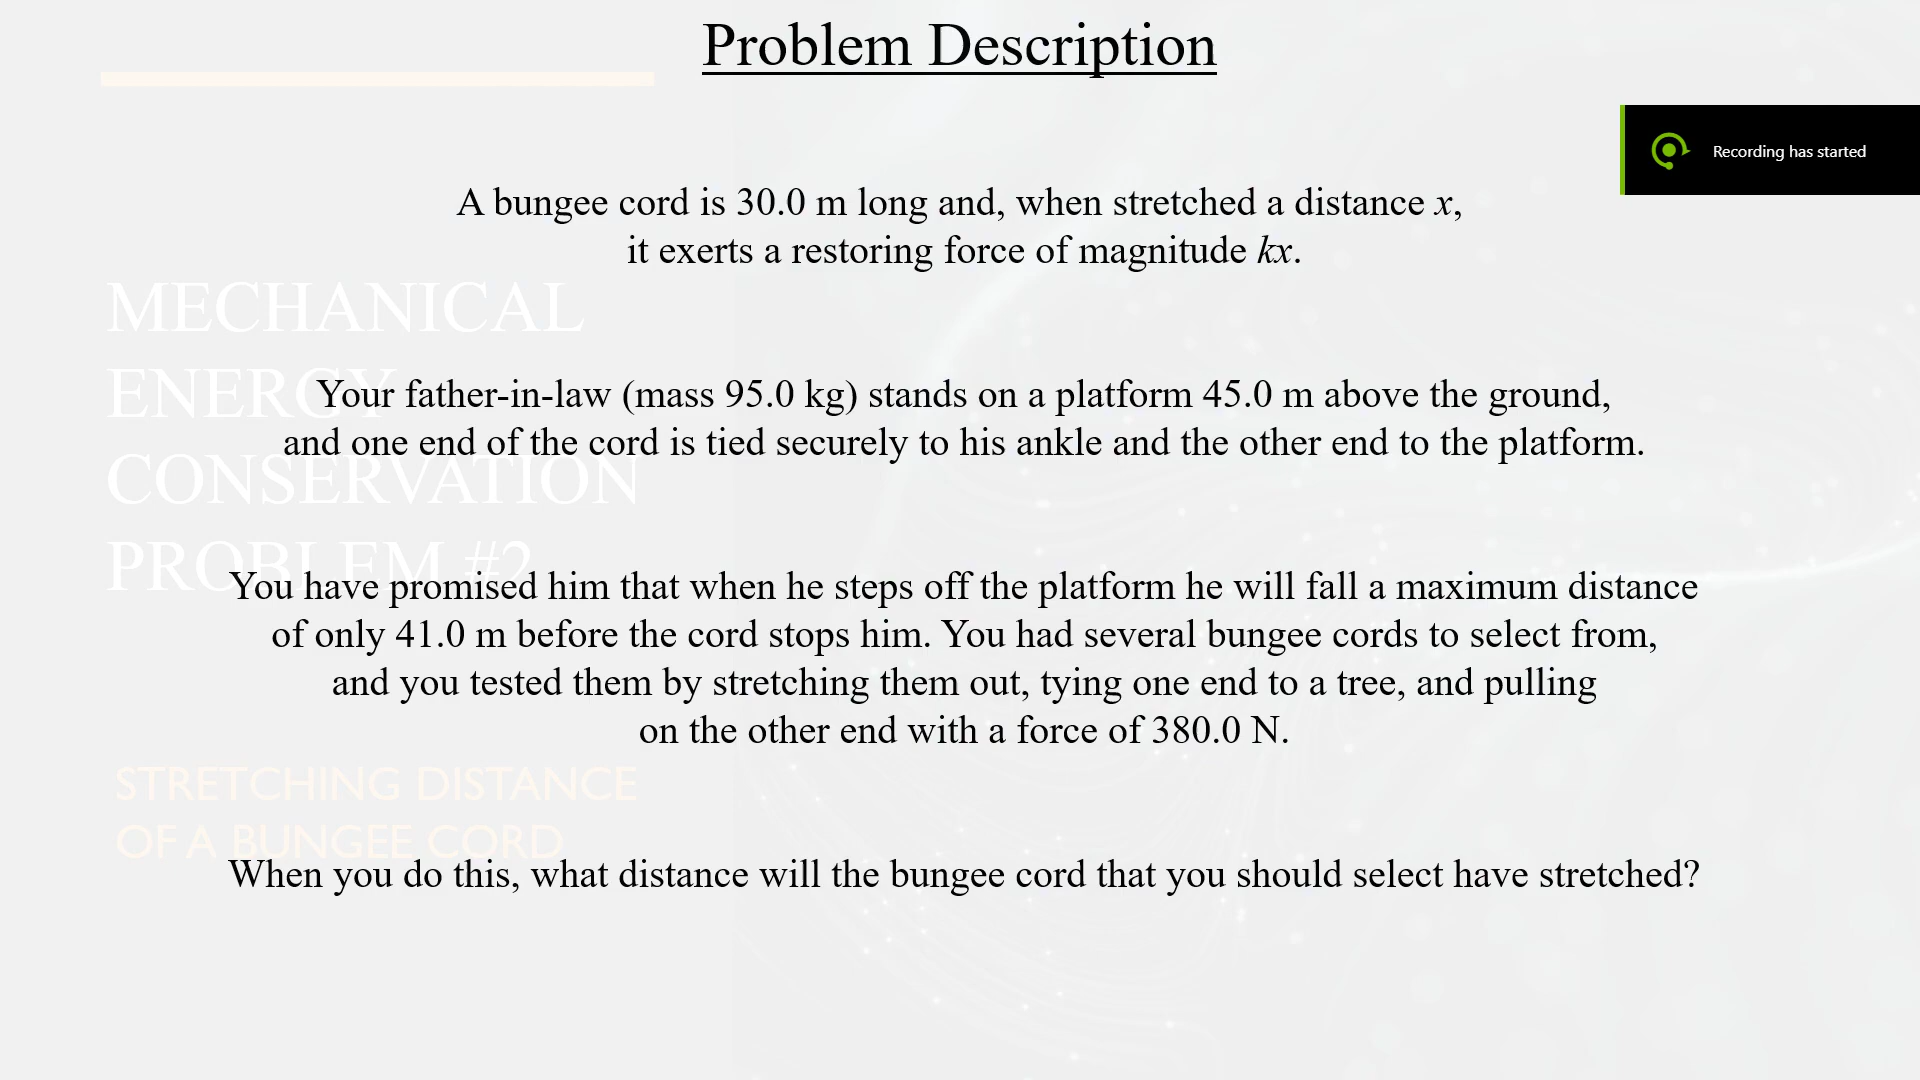 Problem Description
Recording has started
A bungee cord is 30.0 m long and, when stretched a distance x,
it exerts a restoring force of magnitude kx.
MECHANICAL
ENERGY
CONSERVATION
PROBLEM #2
Your father-in-law (mass 95.0 kg) stands on a platform 45.0 m above the ground,
and one end of the cord is tied securely to his ankle and the other end to the platform.
You have promised him that when he steps off the platform he will fall a maximum distance
of only 41.0 m before the cord stops him. You had several bungee cords to select from,
and you tested them by stretching them out, tying one end to a tree, and pulling
on the other end with a force of 380.0 N.
STRETCHING DISTANCE
OF A BUNGEE CORD
When you do this, what distance will the bungee cord that you should select have stretched?